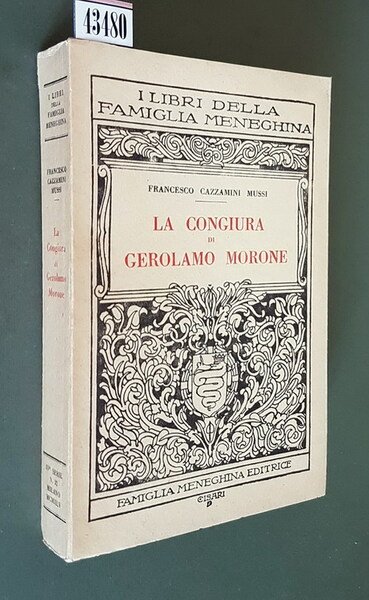 43480
I LIBRI DELLA
FAMIGLIA MENEGHINA
FRANCESCO CAZZAMINI MUSSI
LA CONGIURA
DI
GEROLAMO MORONE
FAMIGLIA MENEGHINA EDITRICE
CISARI
I LIBRI
DELLA
FAMIGLIA
MENEGHINA
FRANCESCO
CAZZAMINI
MUSSI
La
Congiura
di
Gerolamo
Morone
MILANO